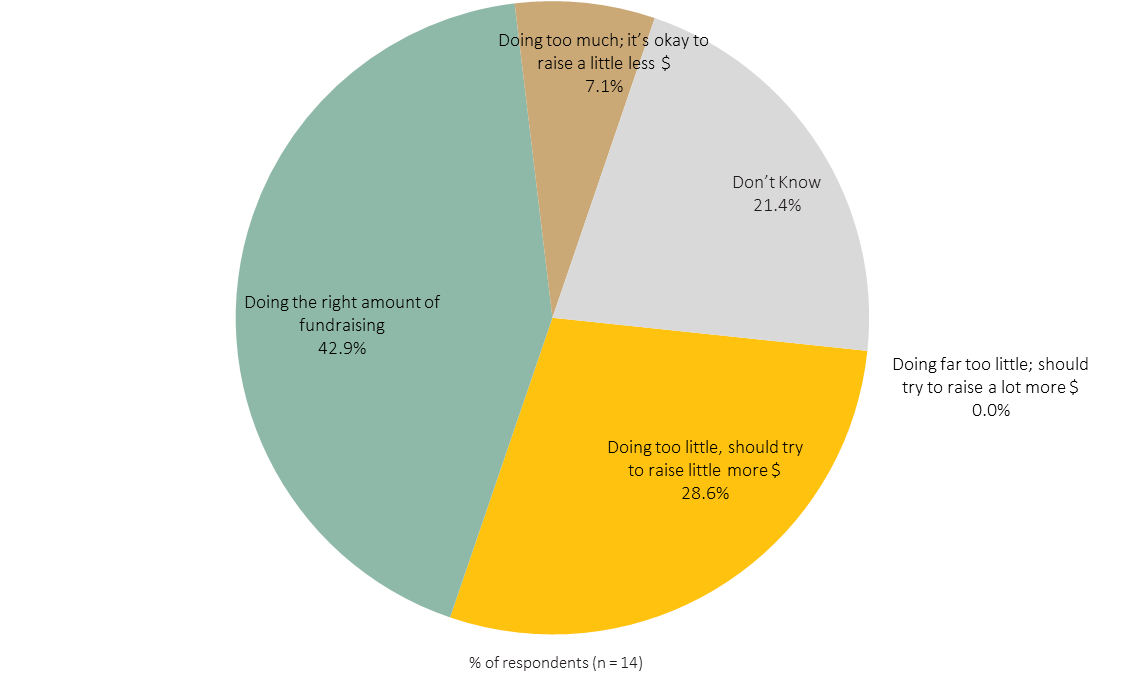 Doing too much; it’s okay to
raise a little less $
7.1%
Don’t Know
21.4%
Doing the right amount of
fundraising
42.9%
Doing far too little; should
try to raise a lot more $
0.0%
Doing too little, should try
to raise little more $
28.6%
% of respondents (n = 14)